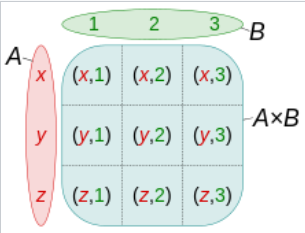 1 2 3 B
A
x (x,1) (x,2) (x,3)
y (y,1) (y,2) (y,3) A×B
z (z,1) (z,2) (z,3)